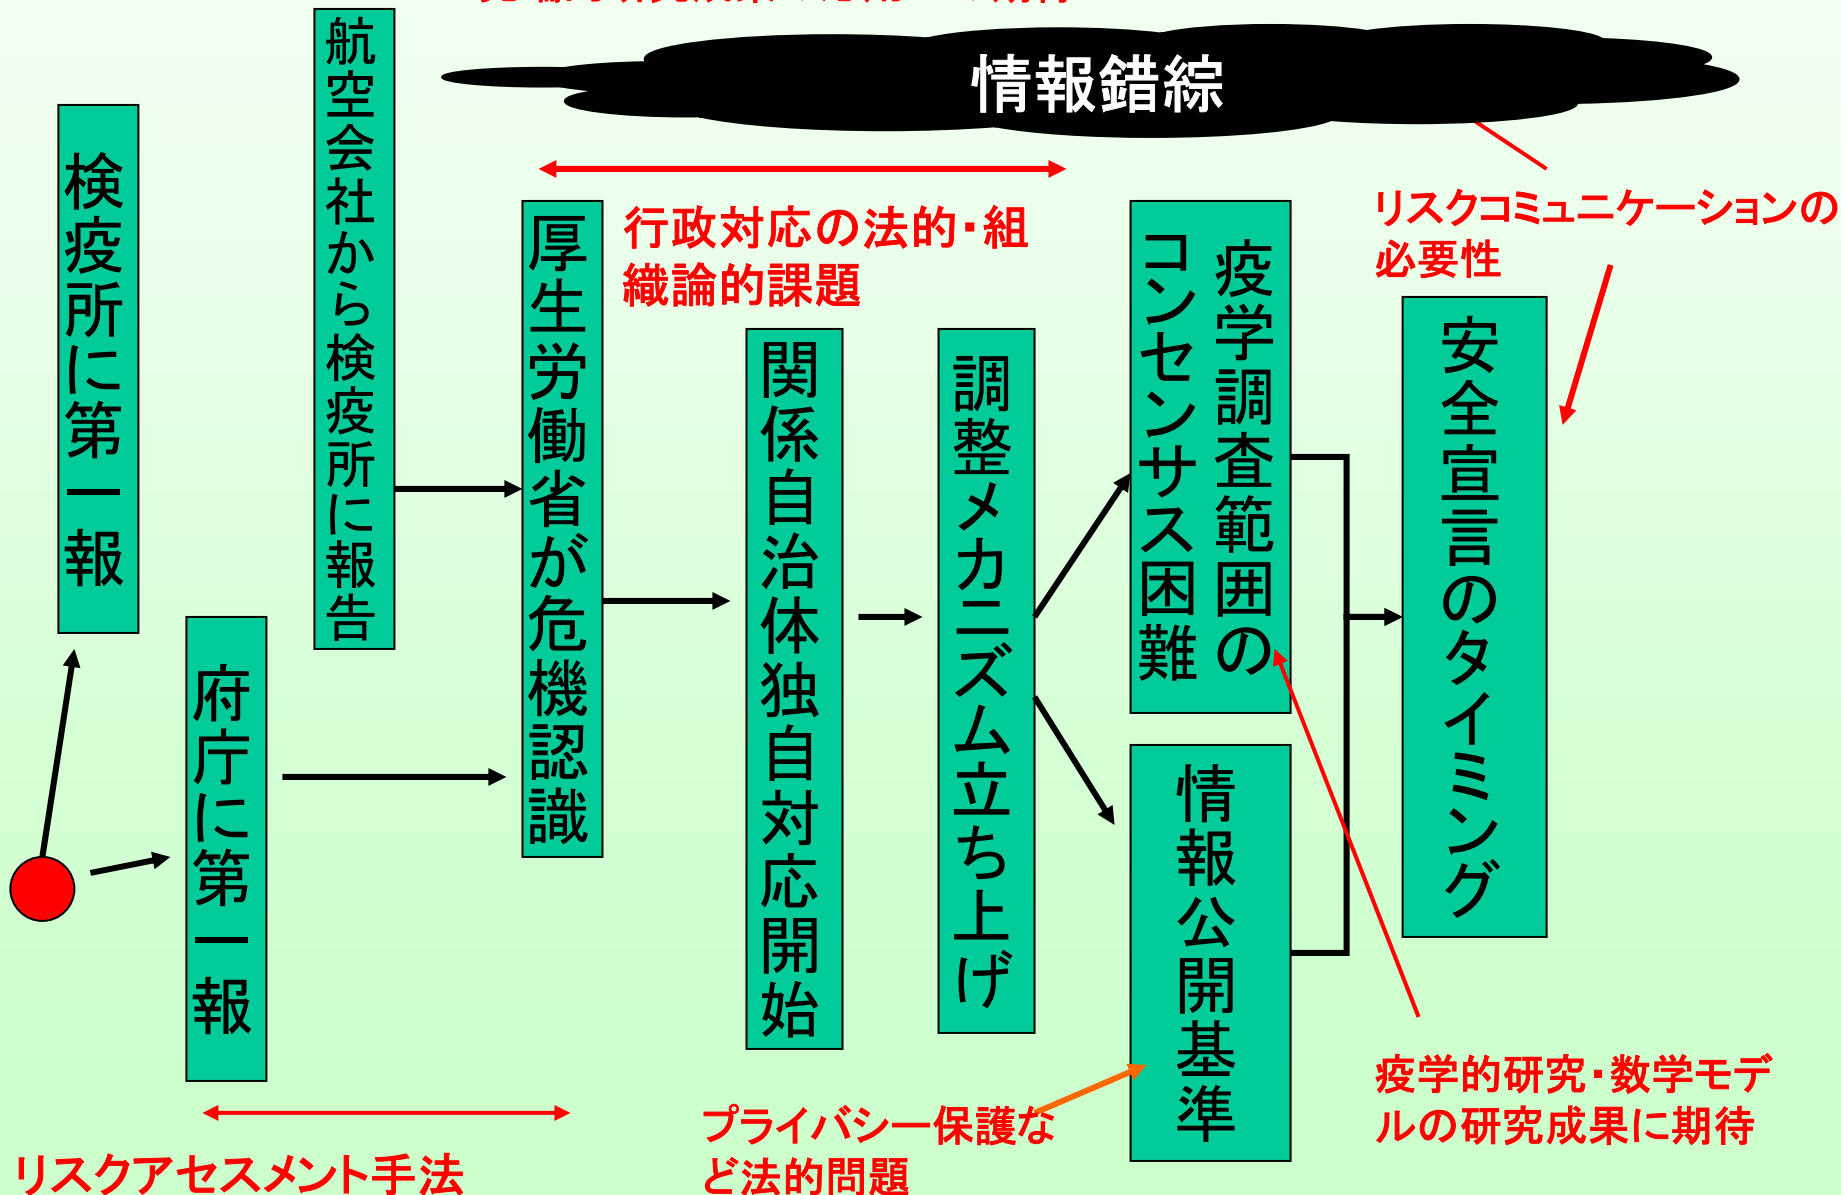 情報錯綜
検疫所に第一報
府庁に第一報
航空会社から検疫所に報告
厚生労働省が危機認識
行政対応の法的・組
織論的課題
関係自治体独自対応開始
調整メカニズム立ち上げ
疫学調査範囲の
コンセンサス困難
情報公開基準
リスクコミュニケーションの
必要性
安全宣言のタイミング
疫学的研究・数学モデ
ルの研究成果に期待
プライバシー保護な
ど法的問題
リスクアセスメント手法